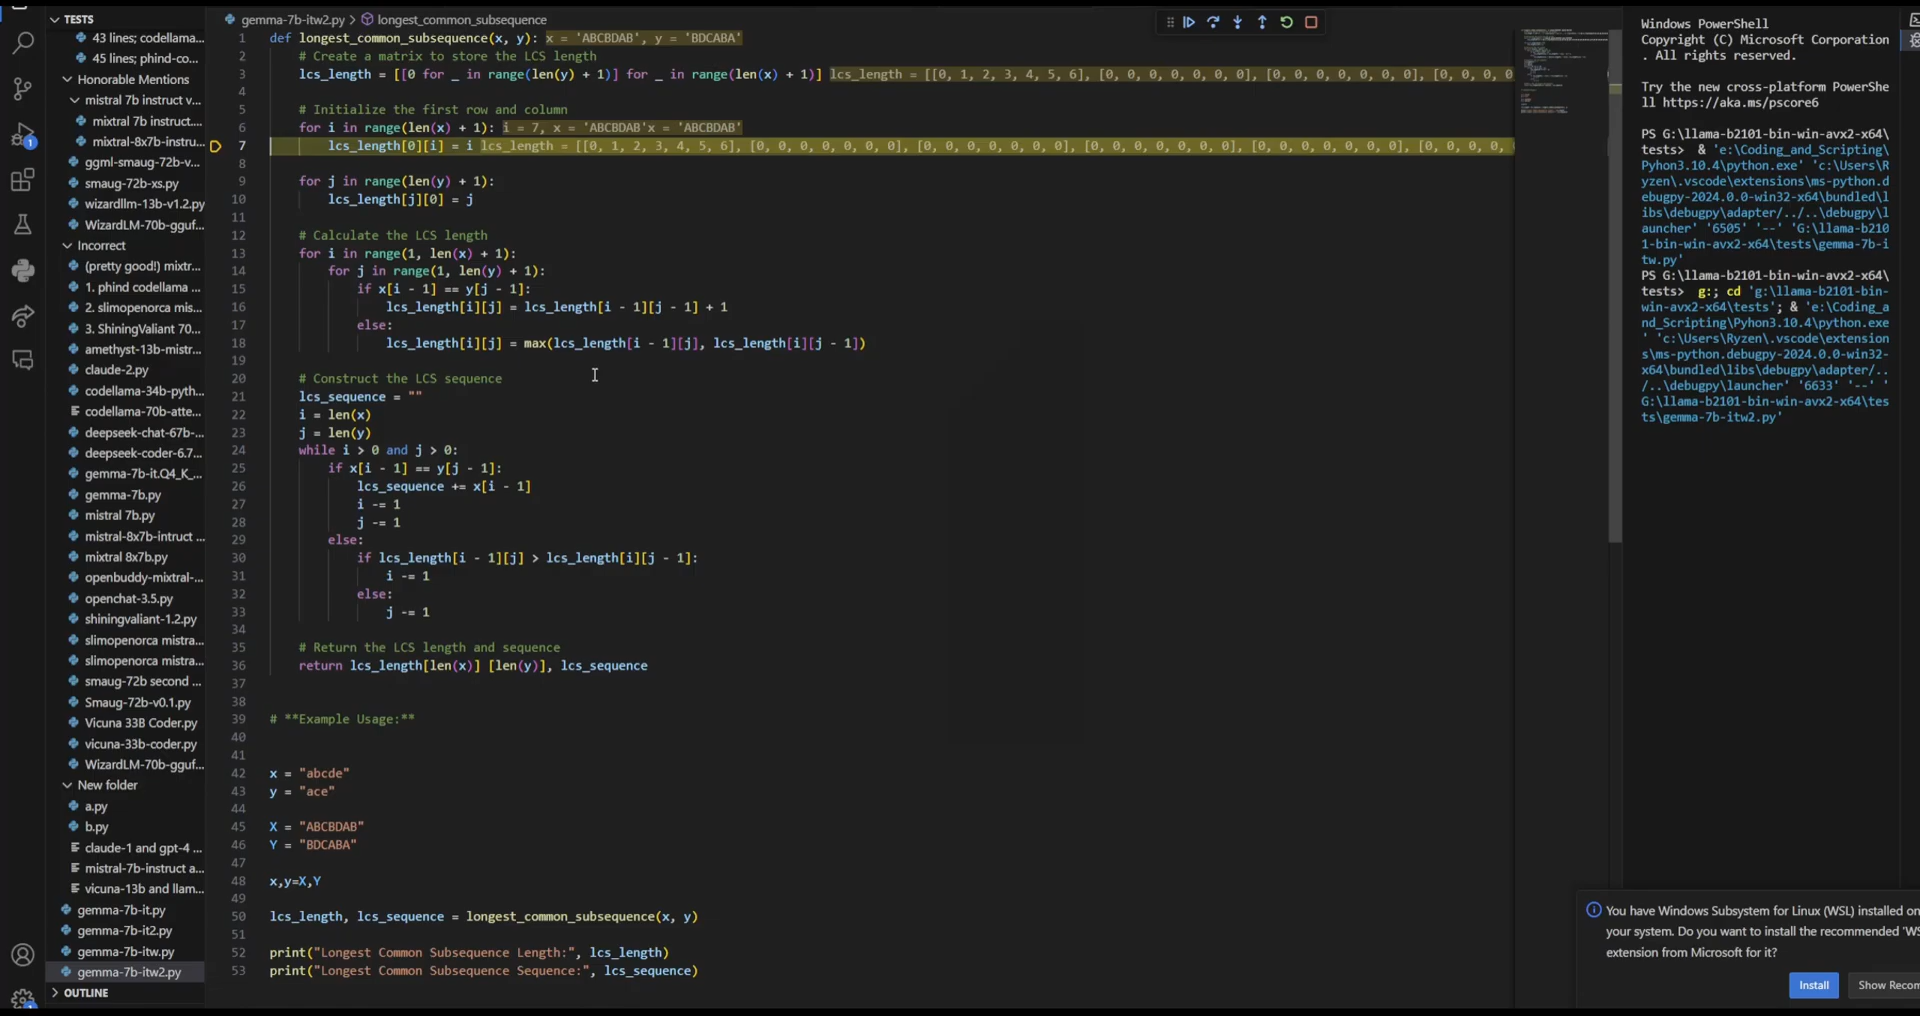 TESTS
43 lines; codellama...
45 lines; phind-co...
Honorable Mentions
mistral 7b instruct v...
mixtral 7b instruct....
mixtral-8x7b-instru...
ggml-smaug-72b-v...
smaug-72b-xs.py
wizardllm-13b-v1.2.py
WizardLM-70b-gguf...
Incorrect
(pretty good!) mixtr...
1. phind codellama ...
2. slimopenorca mis...
3. ShiningValiant 70...
amethyst-13b-mistr...
claude-2.py
codellama-34b-pyth...
codellama-70b-atte...
deepseek-chat-67b-...
deepseek-coder-6.7...
gemma-7b-it.Q4_K_...
gemma-7b.py
mistral 7b.py
mistral-8x7b-intruct ...
mixtral 8x7b.py
openbuddy-mixtral-...
openchat-3.5.py
shiningvaliant-1.2.py
slimopenorca mistra...
slimopenorca mistra...
smaug-72b second ...
Smaug-72b-v0.1.py
Vicuna 33B Coder.py
vicuna-33b-coder.py
WizardLM-70b-gguf...
New folder
a.py
b.py
claude-1 and gpt-4 ...
mistral-7b-instruct a...
vicuna-13b and llam...
gemma-7b-it.py
gemma-7b-it2.py
gemma-7b-itw.py
gemma-7b-itw2.py
OUTLINE
gemma-7b-itw2.py > longest_common_subsequence
1 def longest_common_subsequence(x, y): x = 'ABCBDAB', y = 'BDCABA'
2 # Create a matrix to store the LCS length
3 lcs_length = [[0 for _ in range(len(y) + 1)] for _ in range(len(x) + 1)] lcs_length = [[0, 1, 2, 3, 4, 5, 6], [0, 0, 0, 0, 0, 0, 0], [0, 0, 0, 0, 0, 0, 0], [0, 0, 0, 0
4
5 # Initialize the first row and column
6 for i in range(len(x) + 1): i = 7, x = 'ABCBDAB'x = 'ABCBDAB'
7 lcs_length[0][i] = i lcs_length = [[0, 1, 2, 3, 4, 5, 6], [0, 0, 0, 0, 0, 0, 0], [0, 0, 0, 0, 0, 0, 0], [0, 0, 0, 0, 0, 0, 0], [0, 0, 0, 0, 0, 0, 0], [0, 0, 0, 0,
8
9 for j in range(len(y) + 1):
10 lcs_length[j][0] = j
11
12 # Calculate the LCS length
13 for i in range(1, len(x) + 1):
14 for j in range(1, len(y) + 1):
15 if x[i - 1] == y[j - 1]:
16 lcs_length[i][j] = lcs_length[i - 1][j - 1] + 1
17 else:
18 lcs_length[i][j] = max(lcs_length[i - 1][j], lcs_length[i][j - 1])
19
20 # Construct the LCS sequence
21 lcs_sequence = ""
22 i = len(x)
23 j = len(y)
24 while i > 0 and j > 0:
25 if x[i - 1] == y[j - 1]:
26 lcs_sequence += x[i - 1]
27 i -= 1
28 j -= 1
29 else:
30 if lcs_length[i - 1][j] > lcs_length[i][j - 1]:
31 i -= 1
32 else:
33 j -= 1
34
35 # Return the LCS length and sequence
36 return lcs_length[len(x)] [len(y)], lcs_sequence
37
38
39 # **Example Usage:**
40
41
42 x = "abcde"
43 y = "ace"
44
45 X = "ABCBDAB"
46 Y = "BDCABA"
47
48 x,y=X,Y
49
50 lcs_length, lcs_sequence = longest_common_subsequence(x, y)
51
52 print("Longest Common Subsequence Length:", lcs_length)
53 print("Longest Common Subsequence Sequence:", lcs_sequence)
Windows PowerShell
Copyright (C) Microsoft Corporation
. All rights reserved.
Try the new cross-platform PowerShe
ll https://aka.ms/pscore6
PS G:\llama-b2101-bin-win-avx2-x64\
tests> & 'e:\Coding_and_Scripting\
Pyhon3.10.4\python.exe' 'c:\Users\R
yzen\.vscode\extensions\ms-python.d
ebugpy-2024.0.0-win32-x64\bundled\l
ibs\debugpy\adapter/../..\debugpy\l
auncher' '6505' '--' 'G:\llama-b210
1-bin-win-avx2-x64\tests\gemma-7b-i
tw.py'
PS G:\llama-b2101-bin-win-avx2-x64\
tests> g:; cd 'g:\llama-b2101-bin-
win-avx2-x64\tests'; & 'e:\Coding_a
nd_Scripting\Pyhon3.10.4\python.exe
' 'c:\Users\Ryzen\.vscode\extension
s\ms-python.debugpy-2024.0.0-win32-
x64\bundled\libs\debugpy\adapter/..
/..\debugpy\launcher' '6633' '--' '
G:\llama-b2101-bin-win-avx2-x64\tes
ts\gemma-7b-itw2.py'
You have Windows Subsystem for Linux (WSL) installed on
your system. Do you want to install the recommended 'WS
extension from Microsoft for it?
Install
Show Recom